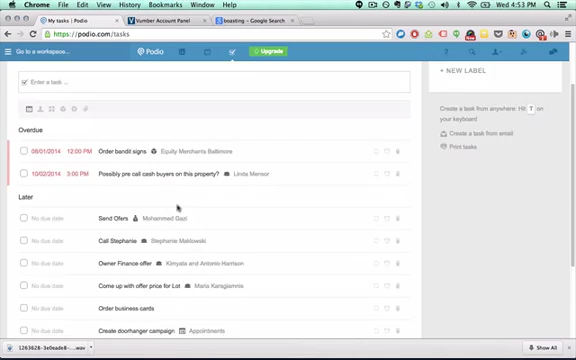 Chrome File Edit View History Bookmarks Window Help
Wed 4:53 PM
My tasks
Vumber Account Panel
boasting - Google Search
https://podio.com/tasks
Go to a workspace...
Podio
Upgrade
Enter a task ...
+ NEW LABEL
Create a task from anywhere: Hit T on
your keyboard
Create a task from email
Print tasks
Overdue
08/01/2014 12:00 PM Order bandit signs Equity Merchants Baltimore
10/02/2014 3:00 PM Possibly pre call cash buyers on this property? Linda Mensor
Later
No due date Send Ofers Mohammed Gazi
No due date Call Stephanie Stephanie Maklowski
No due date Owner Finance offer Kimyata and Antonio Harrison
No due date Come up with offer price for Lot Maria Karagiannis
No due date Order business cards
No due date Create doorhanger campaign Appointments
Show All